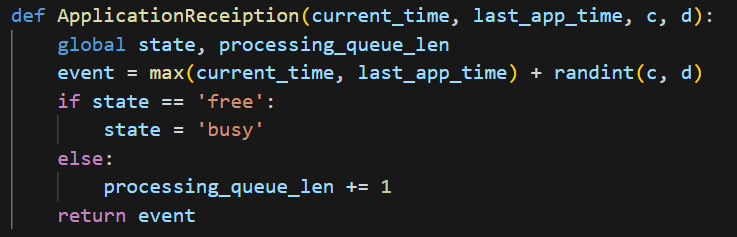 def ApplicationReceiption(current_time, last_app_time, c, d):
    global state, processing_queue_len
    event = max(current_time, last_app_time) + randint(c, d)
    if state == 'free':
        state = 'busy'
    else:
        processing_queue_len += 1
    return event